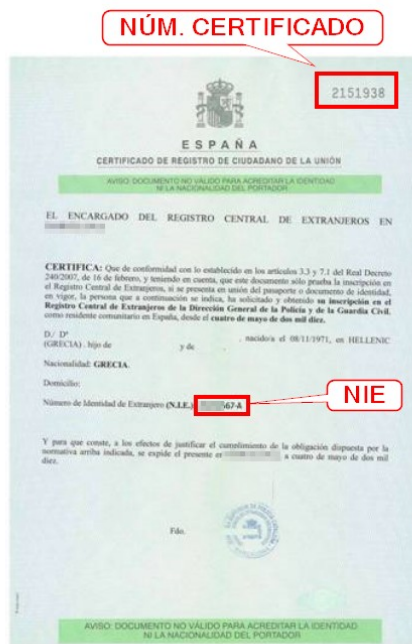 NÚM. CERTIFICADO
2151938
ESPAÑA
CERTIFICADO DE REGISTRO DE CIUDADANO DE LA UNIÓN
AVISO: DOCUMENTO NO VÁLIDO PARA ACREDITAR LA IDENTIDAD
NI LA NACIONALIDAD DEL PORTADOR
EL ENCARGADO DEL REGISTRO CENTRAL DE EXTRANJEROS EN
CERTIFICA: Que de conformidad con lo establecido en los artículos 3.3 y 7.1 del Real Decreto
240/2007, de 16 de febrero, y teniendo en cuenta, que este documento sólo prueba la inscripción en
el Registro Central de Extranjeros, si se presenta en unión del pasaporte o documento de identidad,
en vigor, la persona que a continuación se indica, ha solicitado y obtenido su inscripción en el
Registro Central de Extranjeros de la Dirección General de la Policía y de la Guardia Civil,
como residente comunitario en España, desde el cuatro de mayo de dos mil diez.
D./ Dª , nacido/a el 08/11/1971, en HELLENIC
(GRECIA) . hijo de y de .
Nacionalidad: GRECIA.
Domicilio:
NIE
Número de Identidad de Extranjero (N.I.E.) 67-A
Y para que conste, a los efectos de justificar el cumplimiento de la obligación dispuesta por la
normativa arriba indicada, se expide el presente en a cuatro de mayo de dos mil
diez.
Fdo.
AVISO: DOCUMENTO NO VÁLIDO PARA ACREDITAR LA IDENTIDAD
NI LA NACIONALIDAD DEL PORTADOR